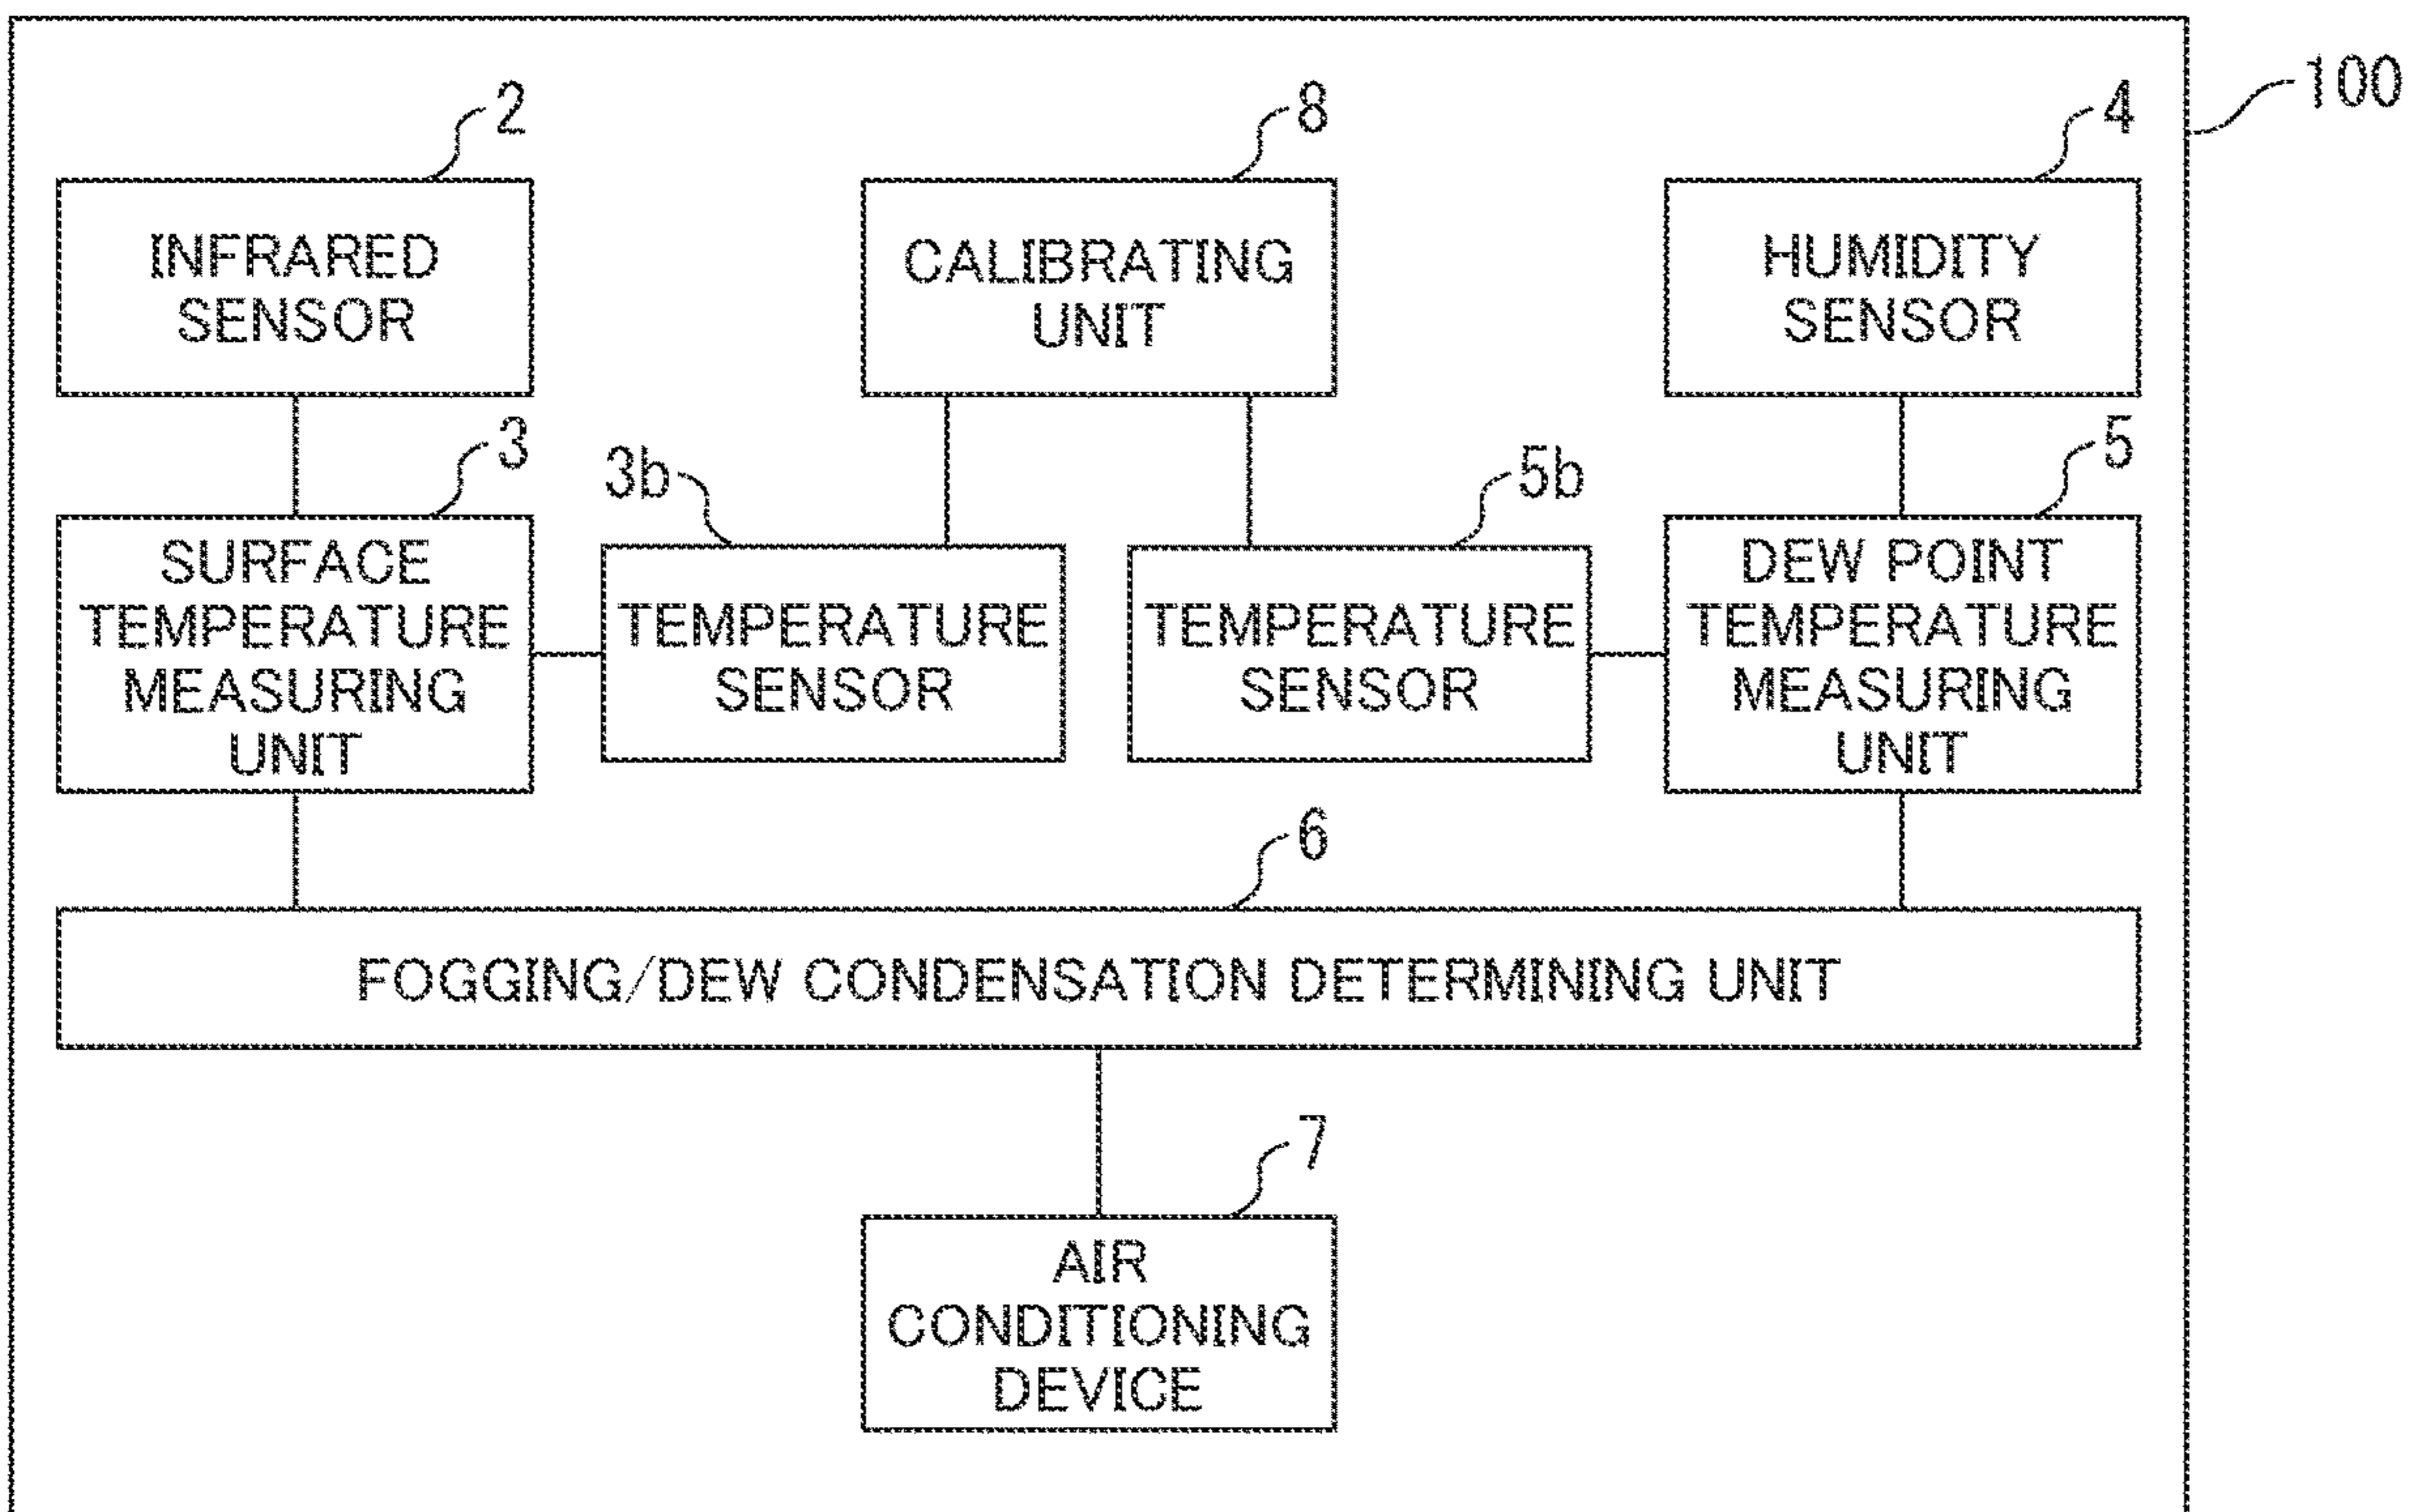 100
2
8
4
INFRARED
SENSOR
CALIBRATING
UNIT
HUMIDITY
SENSOR
3
3b
5b
5
SURFACE
TEMPERATURE
MEASURING
UNIT
TEMPERATURE
SENSOR
TEMPERATURE
SENSOR
DEW POINT
TEMPERATURE
MEASURING
UNIT
6
FOGGING/DEW CONDENSATION DETERMINING UNIT
7
AIR
CONDITIONING
DEVICE